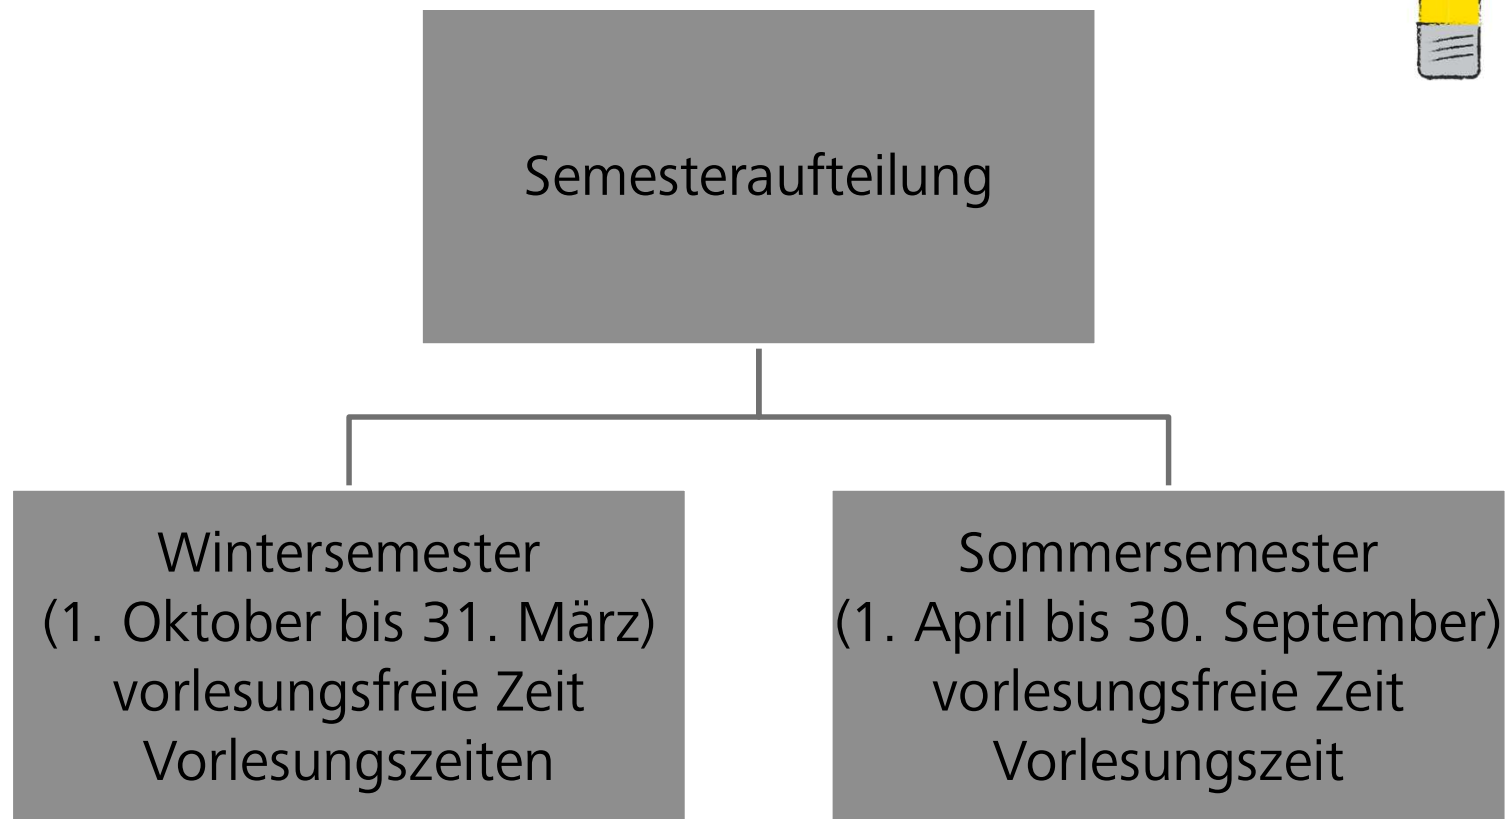 Semesteraufteilung
Wintersemester
(1. Oktober bis 31. März)
vorlesungsfreie Zeit
Vorlesungszeiten
Sommersemester
(1. April bis 30. September)
vorlesungsfreie Zeit
Vorlesungszeit